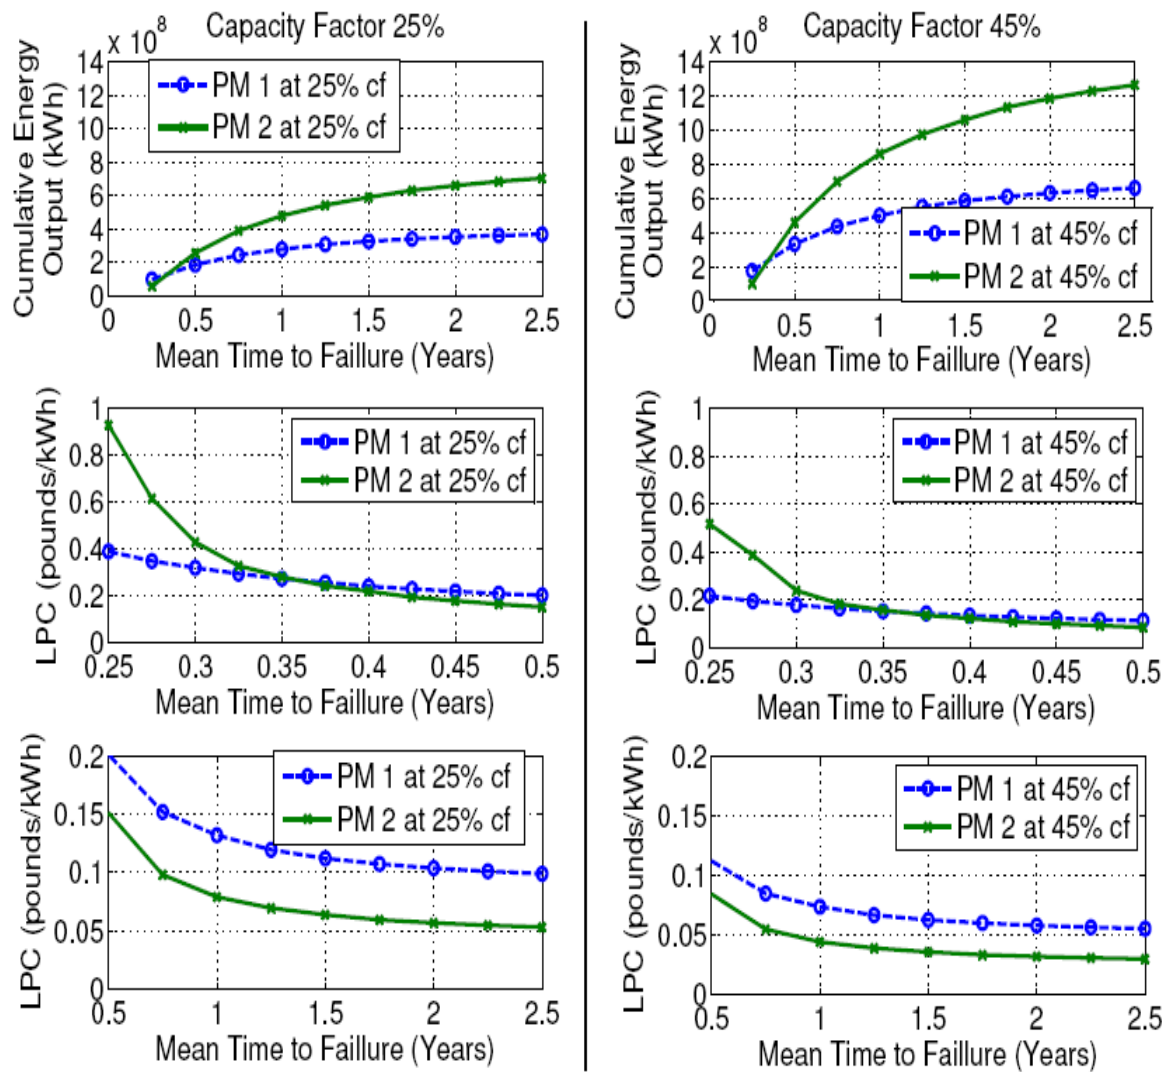 Capacity Factor 25%
x 10^8
Cumulative Energy
Output (kWh)
14
12
10
8
6
4
2
0
PM 1 at 25% cf
PM 2 at 25% cf
0 0.5 1 1.5 2 2.5
Mean Time to Faillure (Years)
LPC (pounds/kWh)
1
0.8
0.6
0.4
0.2
0
PM 1 at 25% cf
PM 2 at 25% cf
0.25 0.3 0.35 0.4 0.45 0.5
Mean Time to Faillure (Years)
LPC (pounds/kWh)
0.2
0.15
0.1
0.05
0
PM 1 at 25% cf
PM 2 at 25% cf
0.5 1 1.5 2 2.5
Mean Time to Faillure (Years)
Capacity Factor 45%
x 10^8
Cumulative Energy
Output (kWh)
14
12
10
8
6
4
2
0
PM 1 at 45% cf
PM 2 at 45% cf
0 0.5 1 1.5 2 2.5
Mean Time to Faillure (Years)
LPC (pounds/kWh)
1
0.8
0.6
0.4
0.2
0
PM 1 at 45% cf
PM 2 at 45% cf
0.25 0.3 0.35 0.4 0.45 0.5
Mean Time to Faillure (Years)
LPC (pounds/kWh)
0.2
0.15
0.1
0.05
0
PM 1 at 45% cf
PM 2 at 45% cf
0.5 1 1.5 2 2.5
Mean Time to Faillure (Years)